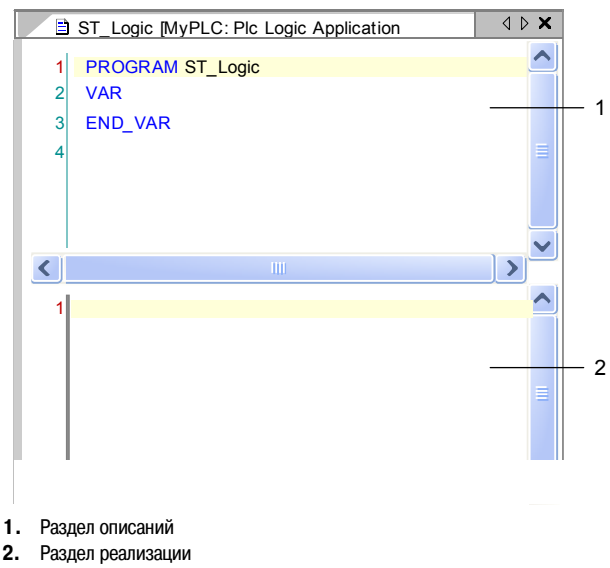 ST_Logic [MyPLC: Plc Logic Application
1 PROGRAM ST_Logic
2 VAR
3 END_VAR
4
1
1
2
1. Раздел описаний
2. Раздел реализации